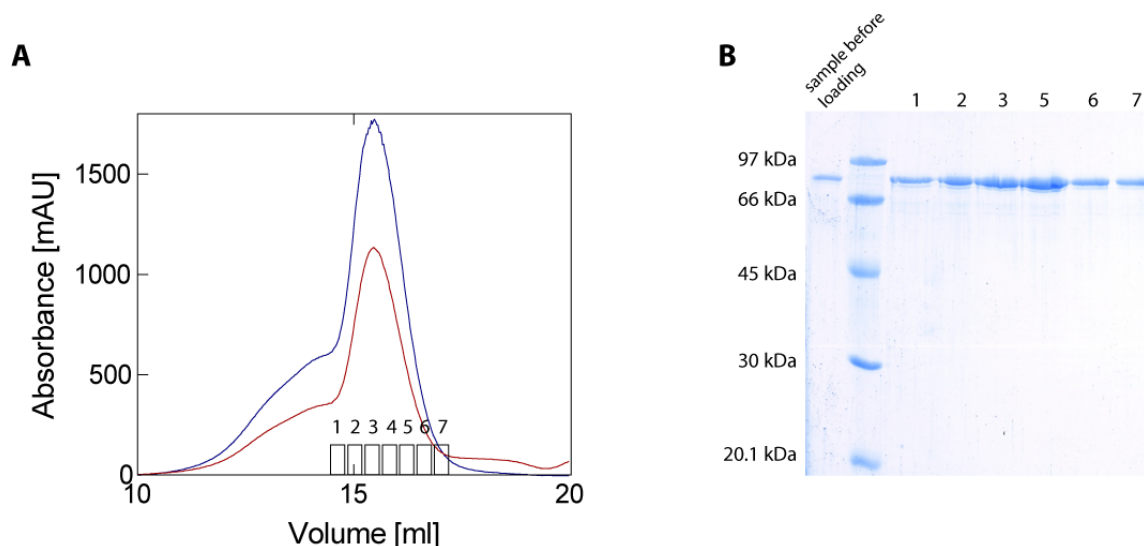 A
Absorbance [mAU]
1500
1000
500
0
1 2 3 4 5 6 7
10 15 20
Volume [ml]
B
sample before
loading
1 2 3 5 6 7
97 kDa
66 kDa
45 kDa
30 kDa
20.1 kDa